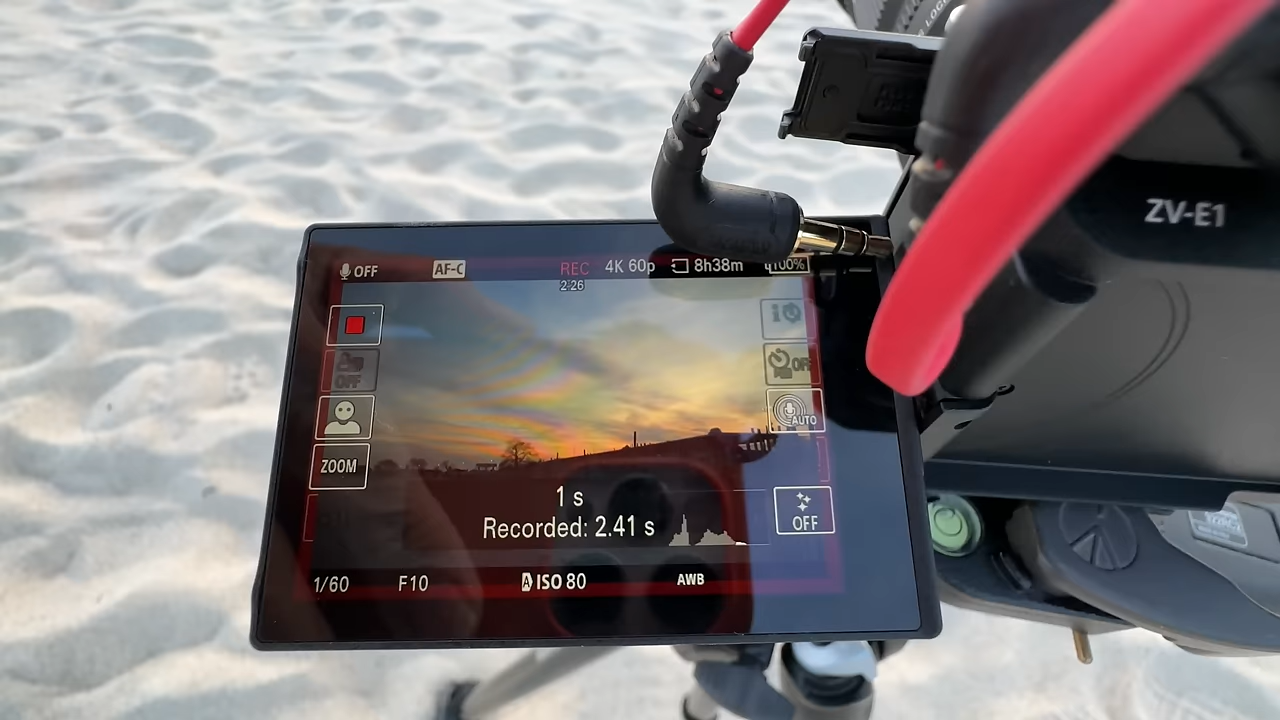 ZV-E1
OFF
AF-C
REC
4K 60p
8h38m
100%
2:26
OFF
OFF
AUTO
ZOOM
1 s
Recorded: 2.41 s
OFF
1/60
F10
A ISO 80
AWB